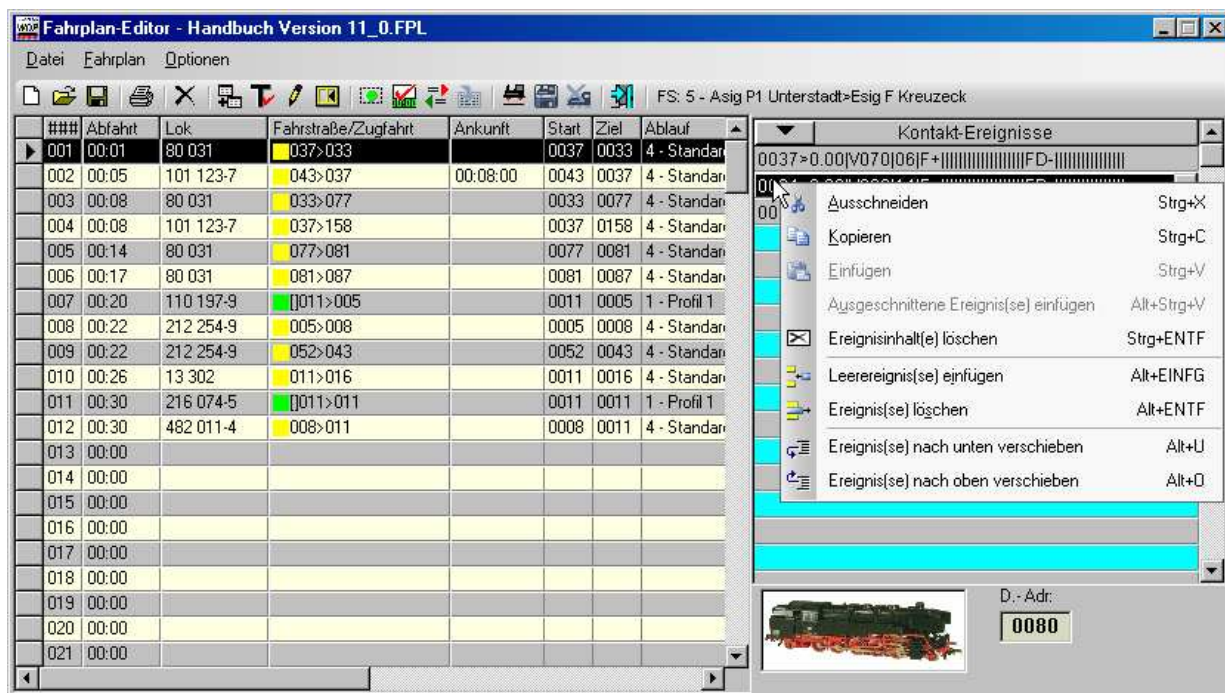 WDP Fahrplan-Editor - Handbuch Version 11_0.FPL
Datei Fahrplan Optionen
FS: 5 - Asig P1 Unterstadt>Esig F Kreuzeck
### Abfahrt Lok Fahrstraße/Zugfahrt Ankunft Start Ziel Ablauf
001 00:01 80 031 037>033 0037 0033 4 - Standard
002 00:05 101 123-7 043>037 00:08:00 0043 0037 4 - Standard
003 00:08 80 031 033>077 0033 0077 4 - Standard
004 00:08 101 123-7 037>158 0037 0158 4 - Standard
005 00:14 80 031 077>081 0077 0081 4 - Standard
006 00:17 80 031 081>087 0081 0087 4 - Standard
007 00:20 110 197-9 []011>005 0011 0005 1 - Profil 1
008 00:22 212 254-9 005>008 0005 0008 4 - Standard
009 00:22 212 254-9 052>043 0052 0043 4 - Standard
010 00:26 13 302 011>016 0011 0016 4 - Standard
011 00:30 216 074-5 []011>011 0011 0011 1 - Profil 1
012 00:30 482 011-4 008>011 0008 0011 4 - Standard
013 00:00
014 00:00
015 00:00
016 00:00
017 00:00
018 00:00
019 00:00
020 00:00
021 00:00
Kontakt-Ereignisse
0037>0.00|V070|06|F+||||||||||||||||||FD-|||||||||||||||
00
Ausschneiden Strg+X
Kopieren Strg+C
Einfügen Strg+V
Ausgeschnittene Ereignis(se) einfügen Alt+Strg+V
Ereignisinhalt(e) löschen Strg+ENTF
Leerereignis(se) einfügen Alt+EINFG
Ereignis(se) löschen Alt+ENTF
Ereignis(se) nach unten verschieben Alt+U
Ereignis(se) nach oben verschieben Alt+O
D.- Adr:
0080